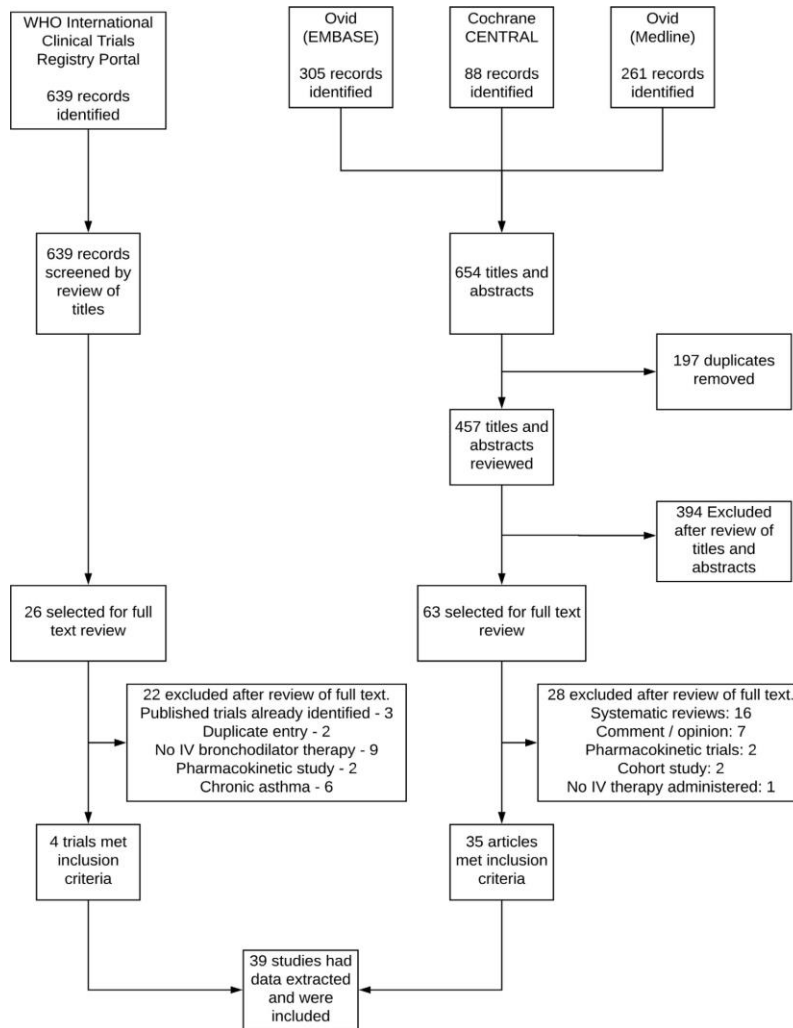 WHO International
Clinical Trials
Registry Portal
639 records
identified
Ovid
(EMBASE)
305 records
identified
Cochrane
CENTRAL
88 records
identified
Ovid
(Medline)
261 records
identified
639 records
screened by
review of
titles
654 titles and
abstracts
197 duplicates
removed
457 titles and
abstracts
reviewed
394 Excluded
after review of
titles and
abstracts
26 selected for full
text review
63 selected for full text
review
22 excluded after review of full text.
Published trials already identified - 3
Duplicate entry - 2
No IV bronchodilator therapy - 9
Pharmacokinetic study - 2
Chronic asthma - 6
28 excluded after review of full text.
Systematic reviews: 16
Comment / opinion: 7
Pharmacokinetic trials: 2
Cohort study: 2
No IV therapy administered: 1
4 trials met
inclusion
criteria
35 articles
met inclusion
criteria
39 studies had
data extracted
and were
included